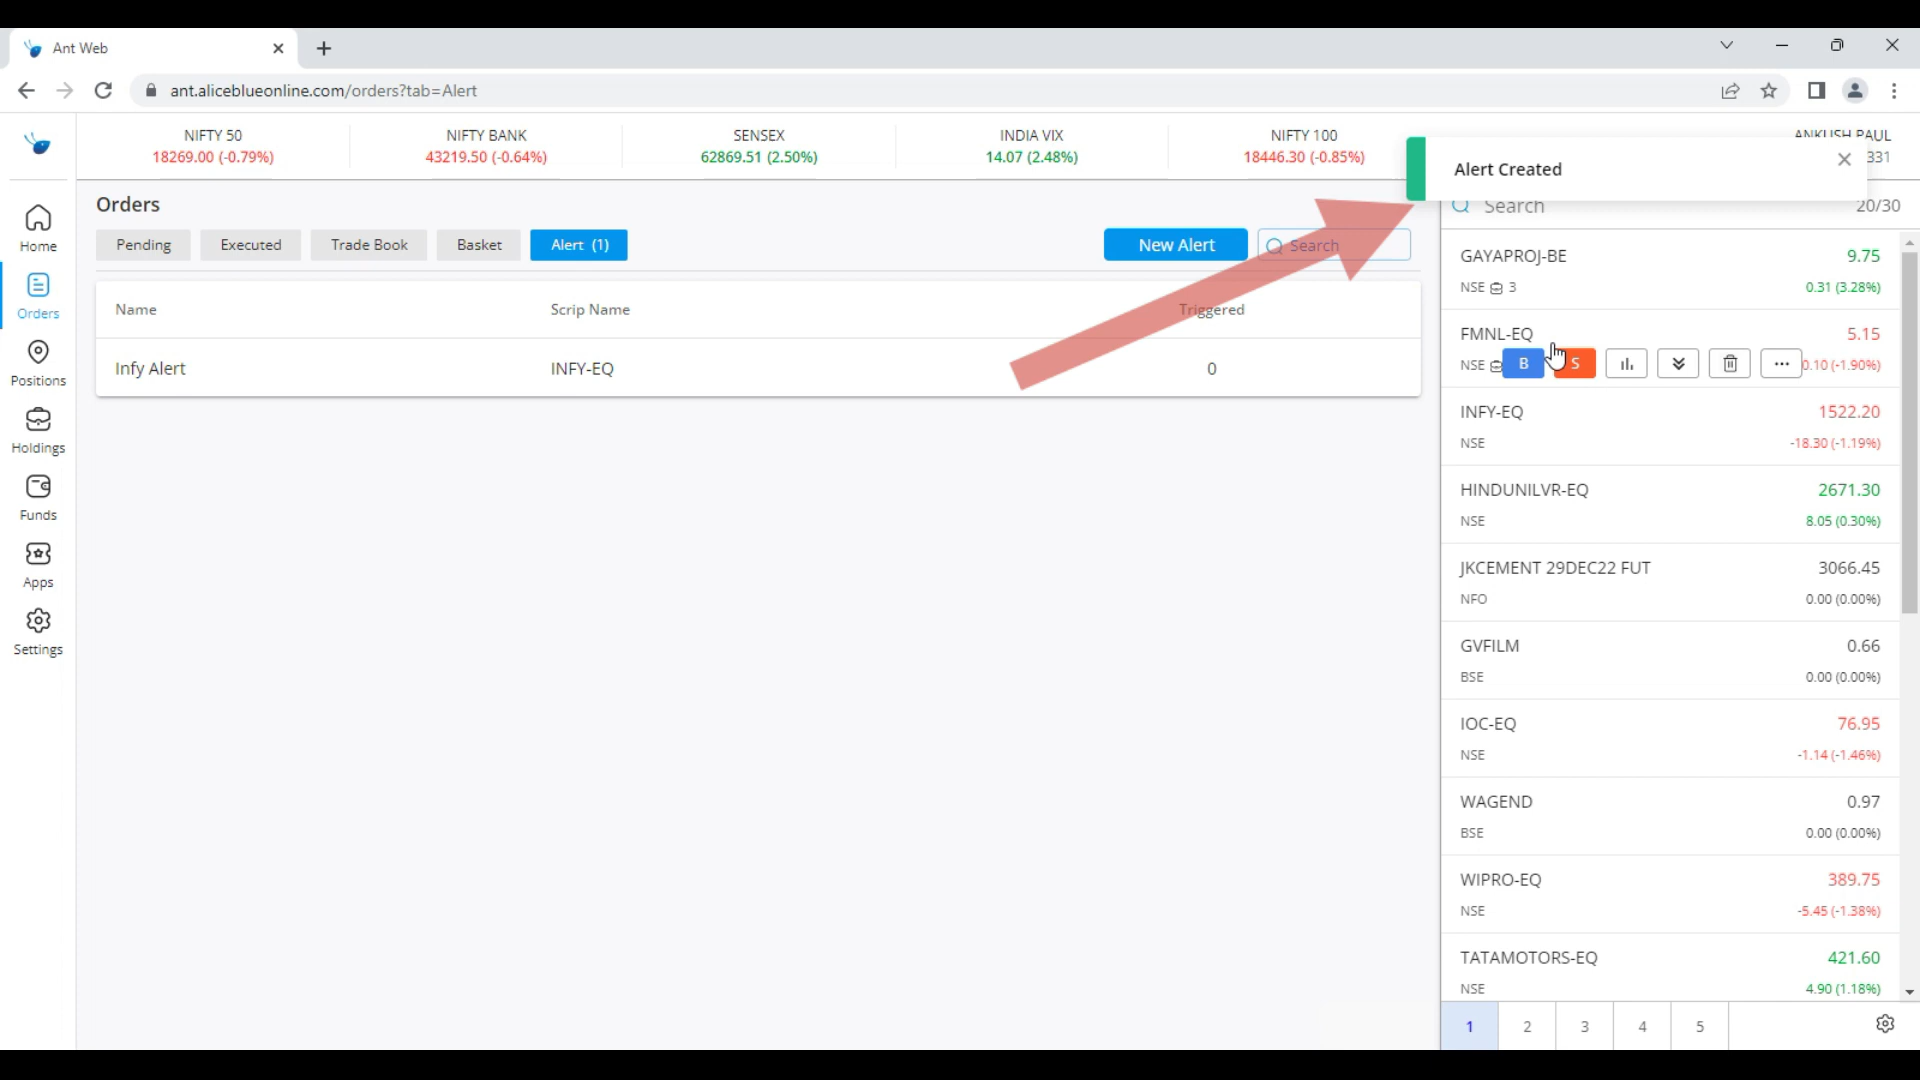 Ant Web
ant.aliceblueonline.com/orders?tab=Alert
NIFTY 50
18269.00 (-0.79%)
NIFTY BANK
43219.50 (-0.64%)
SENSEX
62869.51 (2.50%)
INDIA VIX
14.07 (2.48%)
NIFTY 100
18446.30 (-0.85%)
ANKUSH PAUL
331
Alert Created
Search 20/30
Home
Orders
Positions
Holdings
Funds
Apps
Settings
Orders
Pending Executed Trade Book Basket Alert (1) New Alert Search
Name Scrip Name Triggered
Infy Alert INFY-EQ 0
GAYAPROJ-BE 9.75
NSE 3 0.31 (3.28%)
FMNL-EQ 5.15
NSE B S 0.10 (-1.90%)
INFY-EQ 1522.20
NSE -18.30 (-1.19%)
HINDUNILVR-EQ 2671.30
NSE 8.05 (0.30%)
JKCEMENT 29DEC22 FUT 3066.45
NFO 0.00 (0.00%)
GVFILM 0.66
BSE 0.00 (0.00%)
IOC-EQ 76.95
NSE -1.14 (-1.46%)
WAGEND 0.97
BSE 0.00 (0.00%)
WIPRO-EQ 389.75
NSE -5.45 (-1.38%)
TATAMOTORS-EQ 421.60
NSE 4.90 (1.18%)
1 2 3 4 5